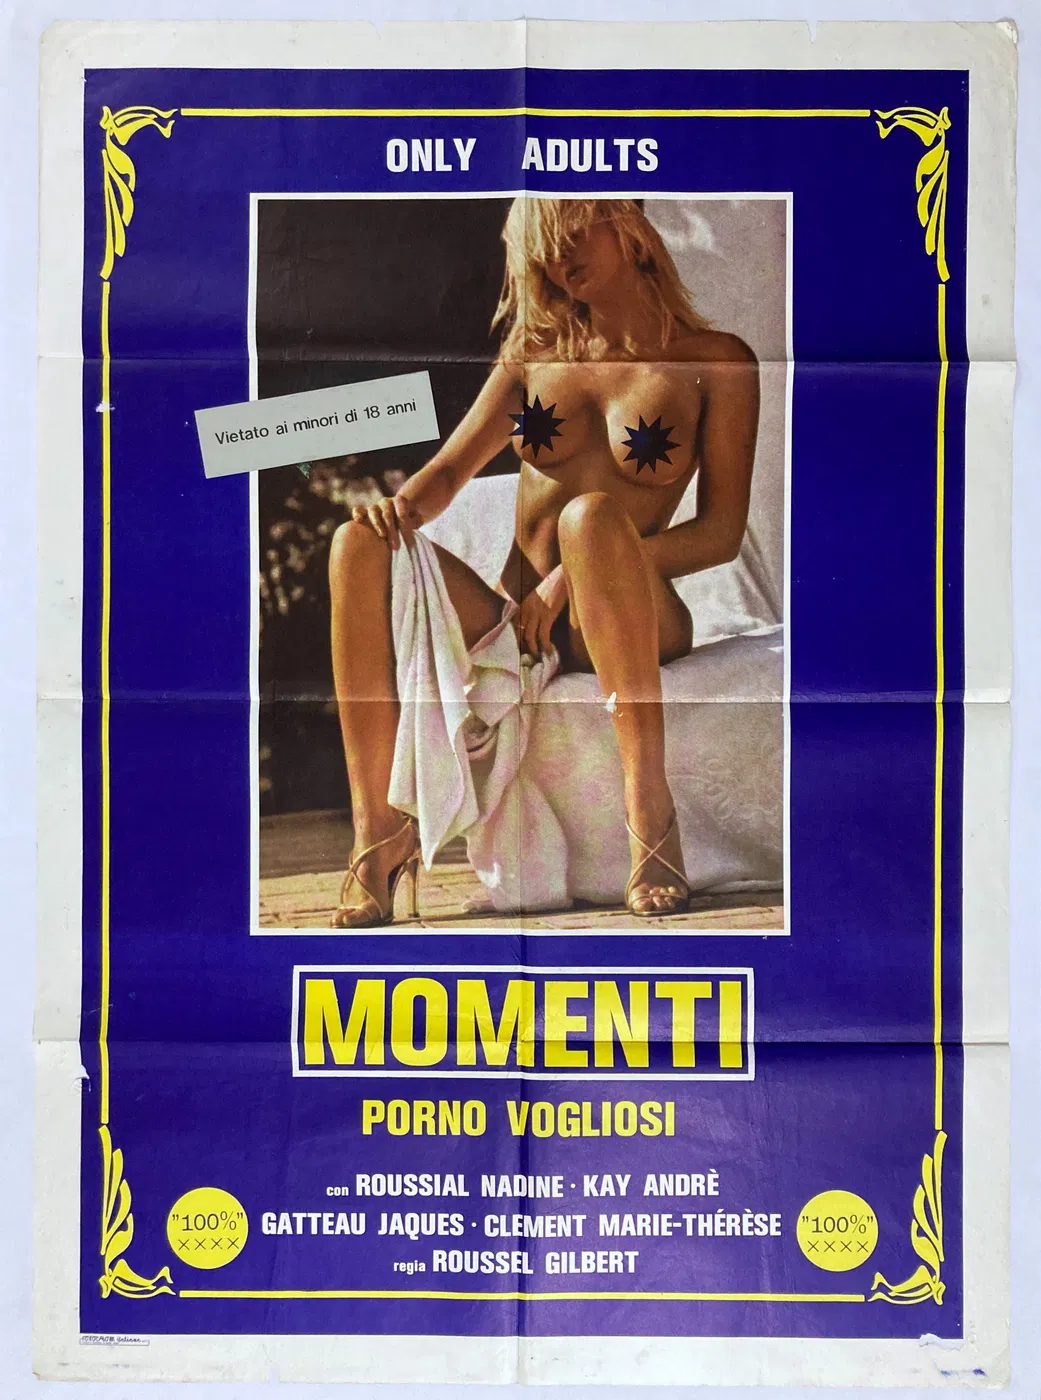 ONLY ADULTS
Vietato ai minori di 18 anni
MOMENTI
PORNO VOGLIOSI
con ROUSSIAL NADINE · KAY ANDRÈ
"100%" GATTEAU JAQUES · CLEMENT MARIE-THÉRÈSE "100%"
XXXX XXXX
regia ROUSSEL GILBERT